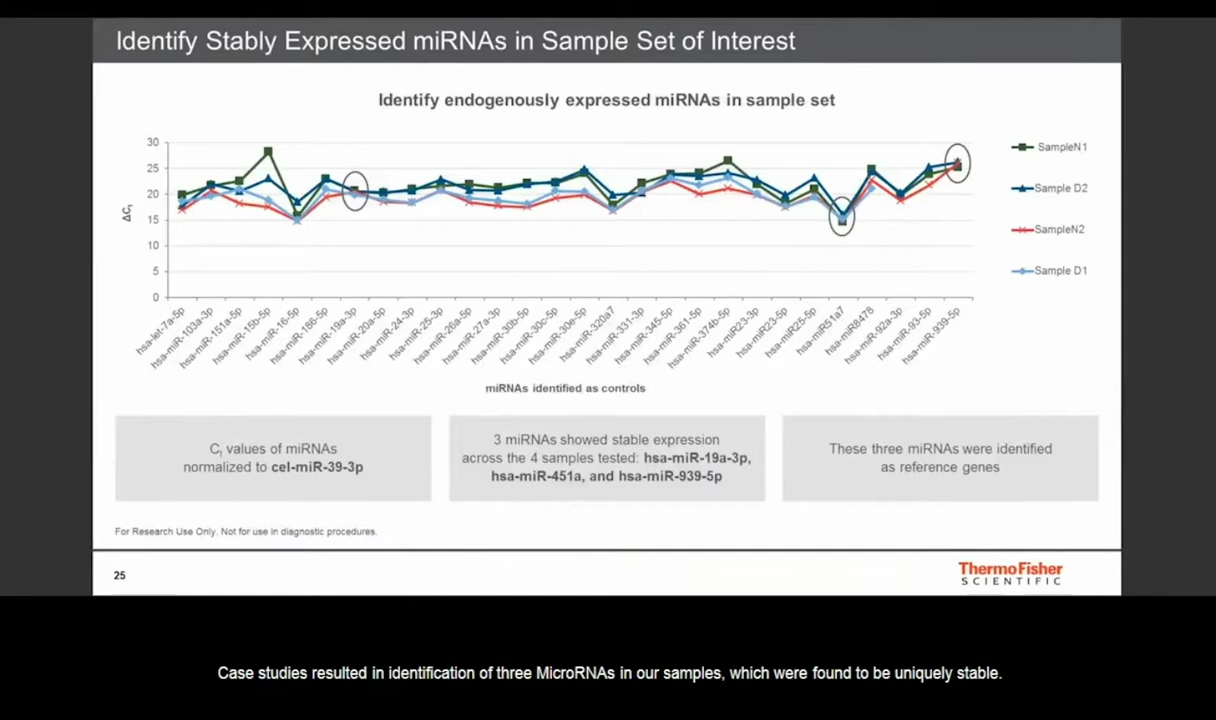 Identify Stably Expressed miRNAs in Sample Set of Interest
Identify endogenously expressed miRNAs in sample set
ΔCt
30
25
20
15
10
5
0
SampleN1
Sample D2
SampleN2
Sample D1
hsa-let-7a-5p
hsa-miR-103a-3p
hsa-miR-151a-5p
hsa-miR-15b-5p
hsa-miR-16-5p
hsa-miR-186-5p
hsa-miR-19a-3p
hsa-miR-20a-5p
hsa-miR-24-3p
hsa-miR-25-3p
hsa-miR-26a-5p
hsa-miR-27a-3p
hsa-miR-30b-5p
hsa-miR-30c-5p
hsa-miR-30e-5p
hsa-miR-320a7
hsa-miR-331-3p
hsa-miR-345-5p
hsa-miR-361-5p
hsa-miR-374b-5p
hsa-miR23-3p
hsa-miR23-5p
hsa-miR25-5p
hsa-miR51a7
hsa-miR8478
hsa-miR-92a-3p
hsa-miR-93-5p
hsa-miR-939-5p
miRNAs identified as controls
Ct values of miRNAs
normalized to cel-miR-39-3p
3 miRNAs showed stable expression
across the 4 samples tested: hsa-miR-19a-3p,
hsa-miR-451a, and hsa-miR-939-5p
These three miRNAs were identified
as reference genes
For Research Use Only. Not for use in diagnostic procedures.
25
ThermoFisher
SCIENTIFIC
Case studies resulted in identification of three MicroRNAs in our samples, which were found to be uniquely stable.